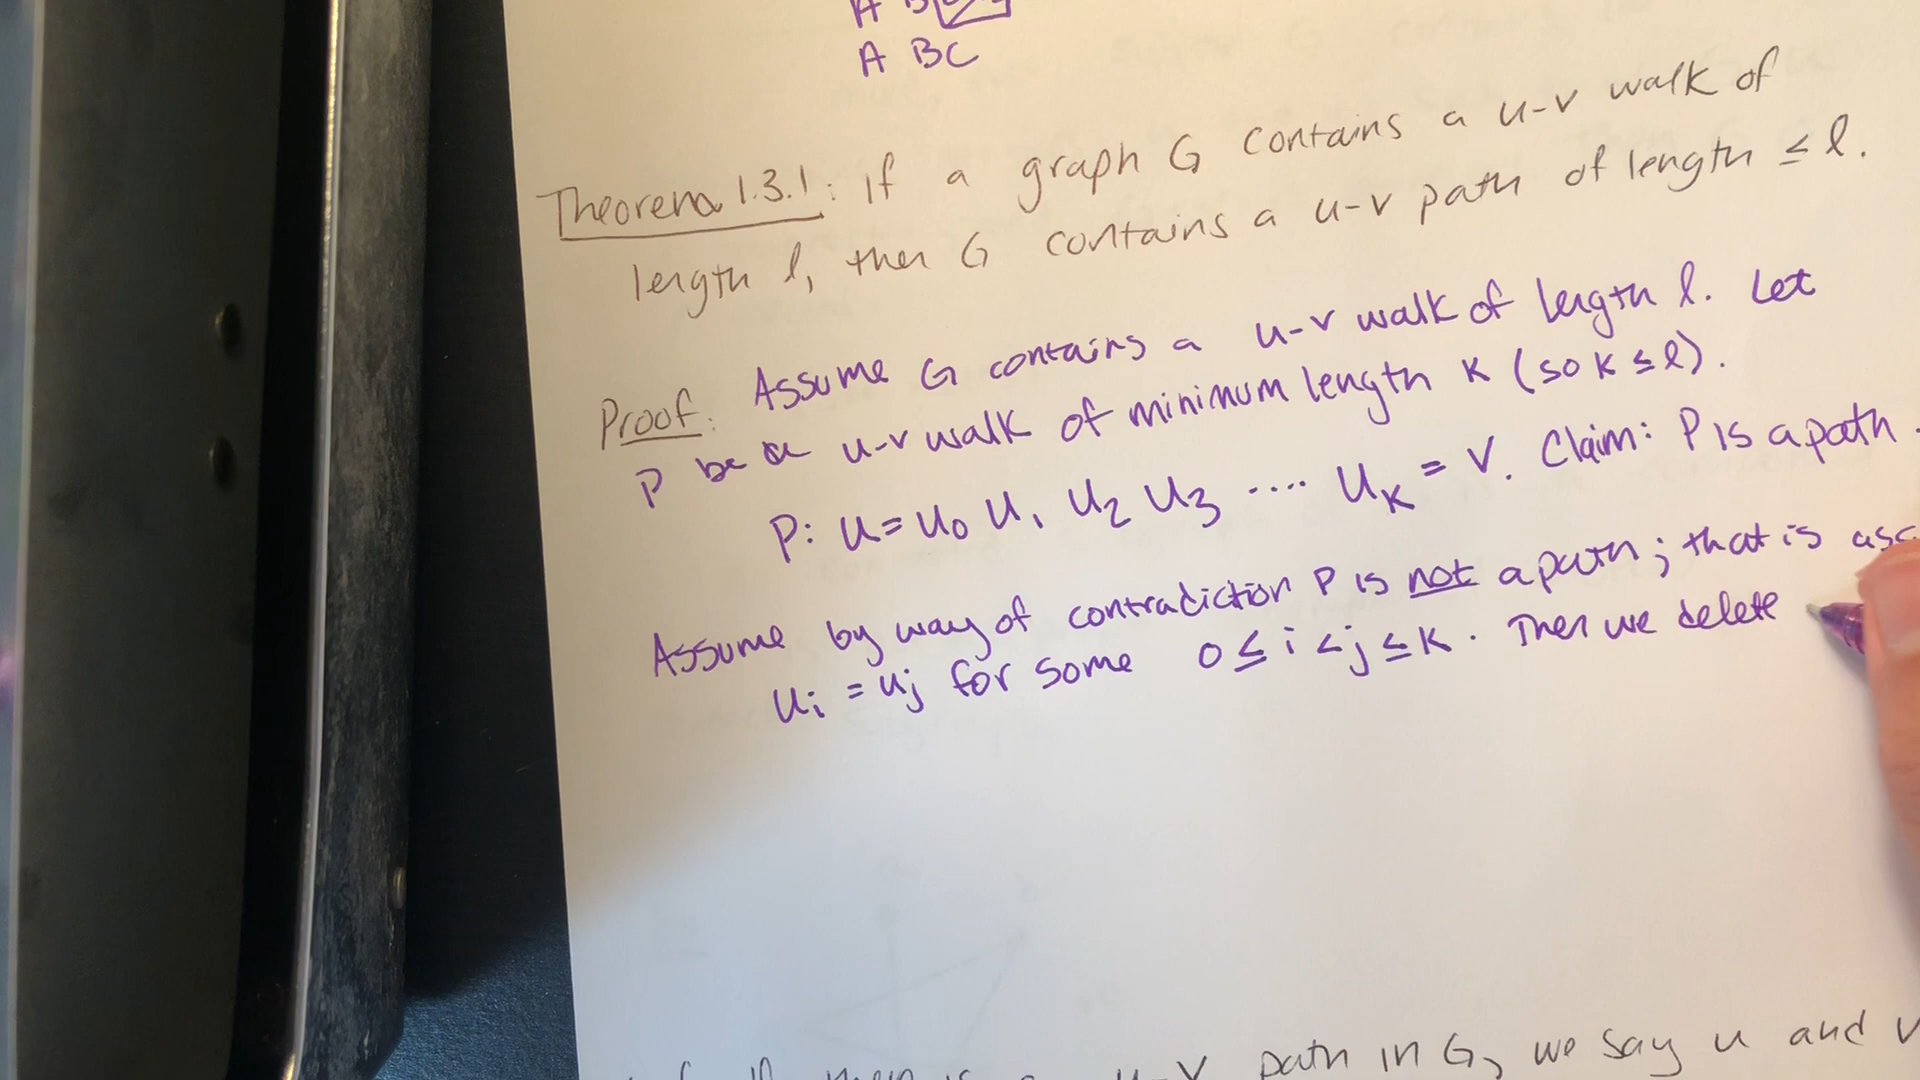 A B
A BC
Theorem 1.3.1: If a graph G contains a u-v walk of
length l, then G contains a u-v path of length ≤ l.
Proof: Assume G contains a u-v walk of length l. Let
P be a u-v walk of minimum length K (so K ≤ l).
P: u = u₀ u₁ u₂ u₃ .... u_K = v. Claim: P is a path.
Assume by way of contradiction P is not a path; that is
u_i = u_j for some 0 ≤ i < j ≤ K. Then we delete
path in G, we say u and v